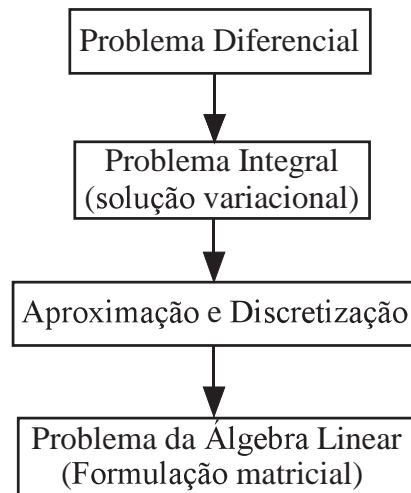 Problema Diferencial
Problema Integral
(solução variacional)
Aproximação e Discretização
Problema da Álgebra Linear
(Formulação matricial)